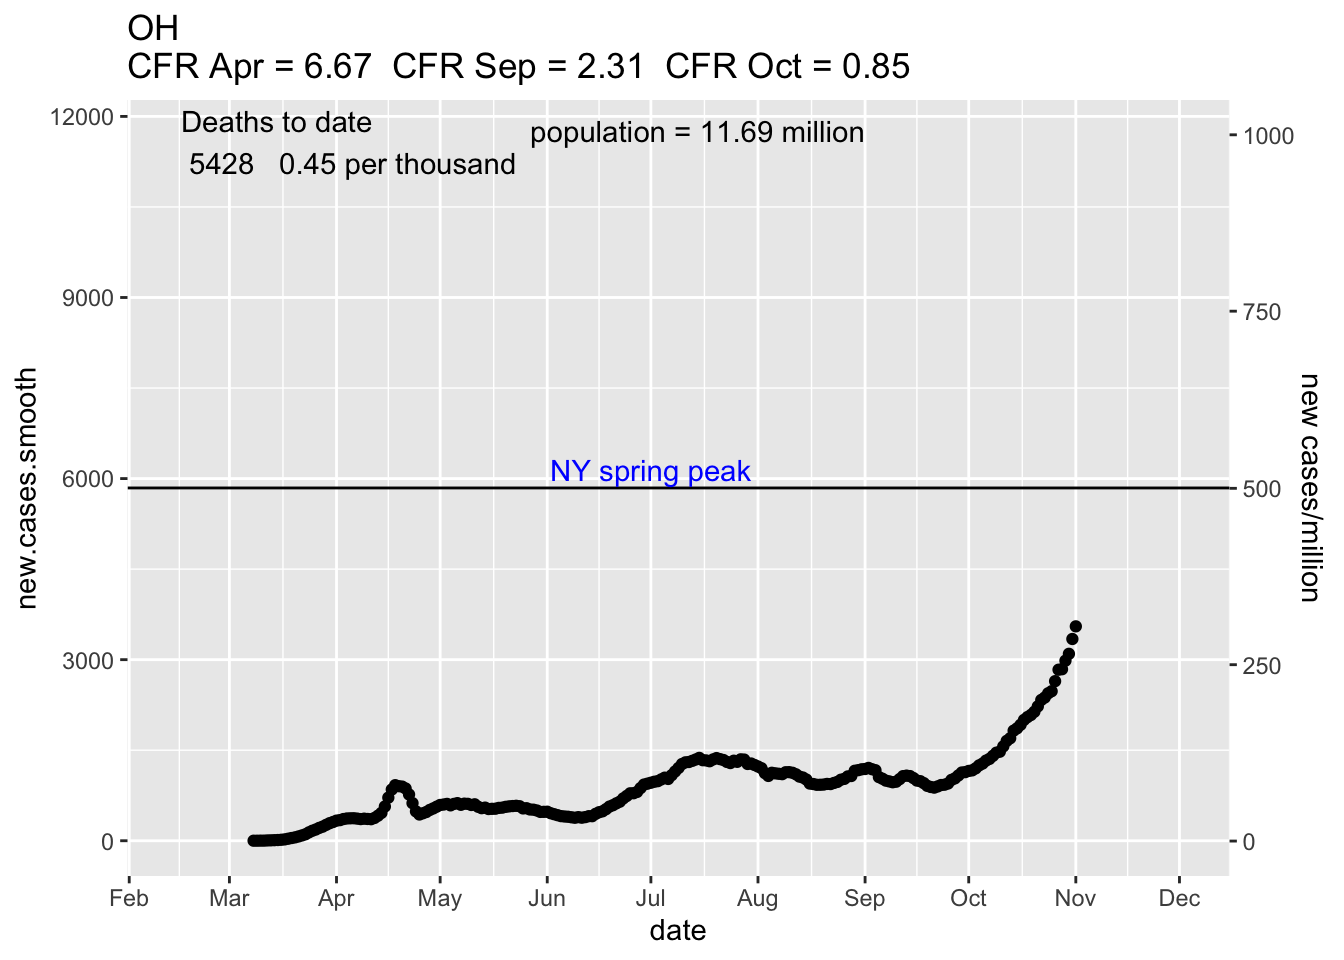 OH
CFR Apr = 6.67  CFR Sep = 2.31  CFR Oct = 0.85
Deaths to date
5428   0.45 per thousand
population = 11.69 million
12000
9000
6000
3000
0
new.cases.smooth
NY spring peak
1000
750
500
250
0
new cases/million
Feb Mar Apr May Jun Jul Aug Sep Oct Nov Dec
date